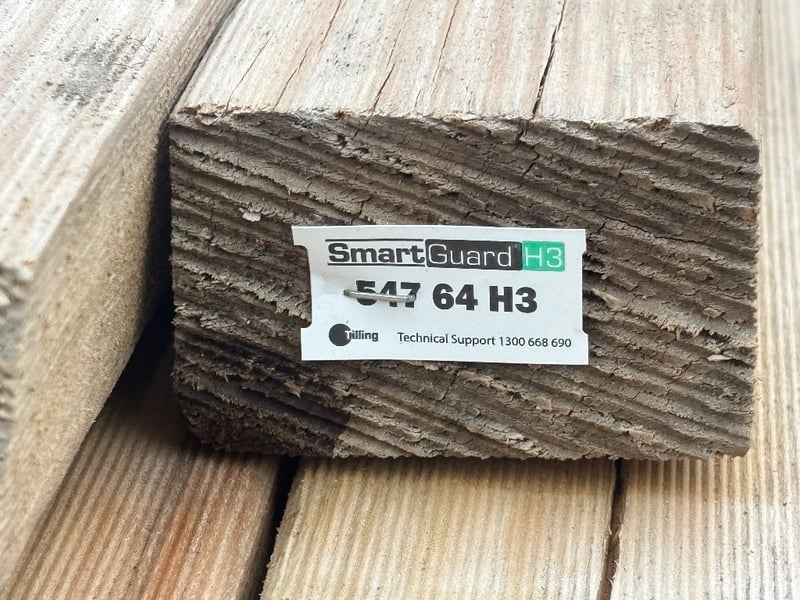 SmartGuard H3
547 64 H3
Tilling Technical Support 1300 668 690